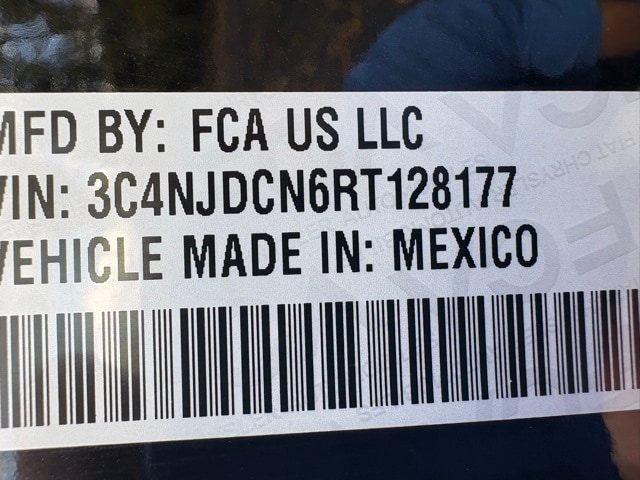 MFD BY: FCA US LLC
VIN: 3C4NJDCN6RT128177
VEHICLE MADE IN: MEXICO